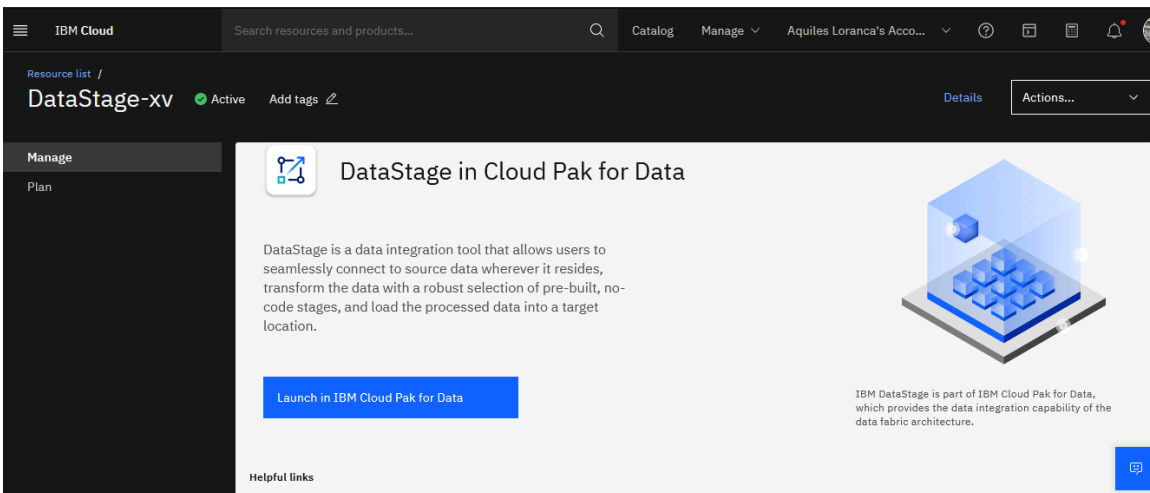 IBM Cloud
Search resources and products...
Catalog
Manage
Aquiles Loranca's Acco...
Resource list /
DataStage-xv
Active
Add tags
Details
Actions...
Manage
Plan
DataStage in Cloud Pak for Data
DataStage is a data integration tool that allows users to
seamlessly connect to source data wherever it resides,
transform the data with a robust selection of pre-built, no-
code stages, and load the processed data into a target
location.
Launch in IBM Cloud Pak for Data
IBM DataStage is part of IBM Cloud Pak for Data,
which provides the data integration capability of the
data fabric architecture.
Helpful links